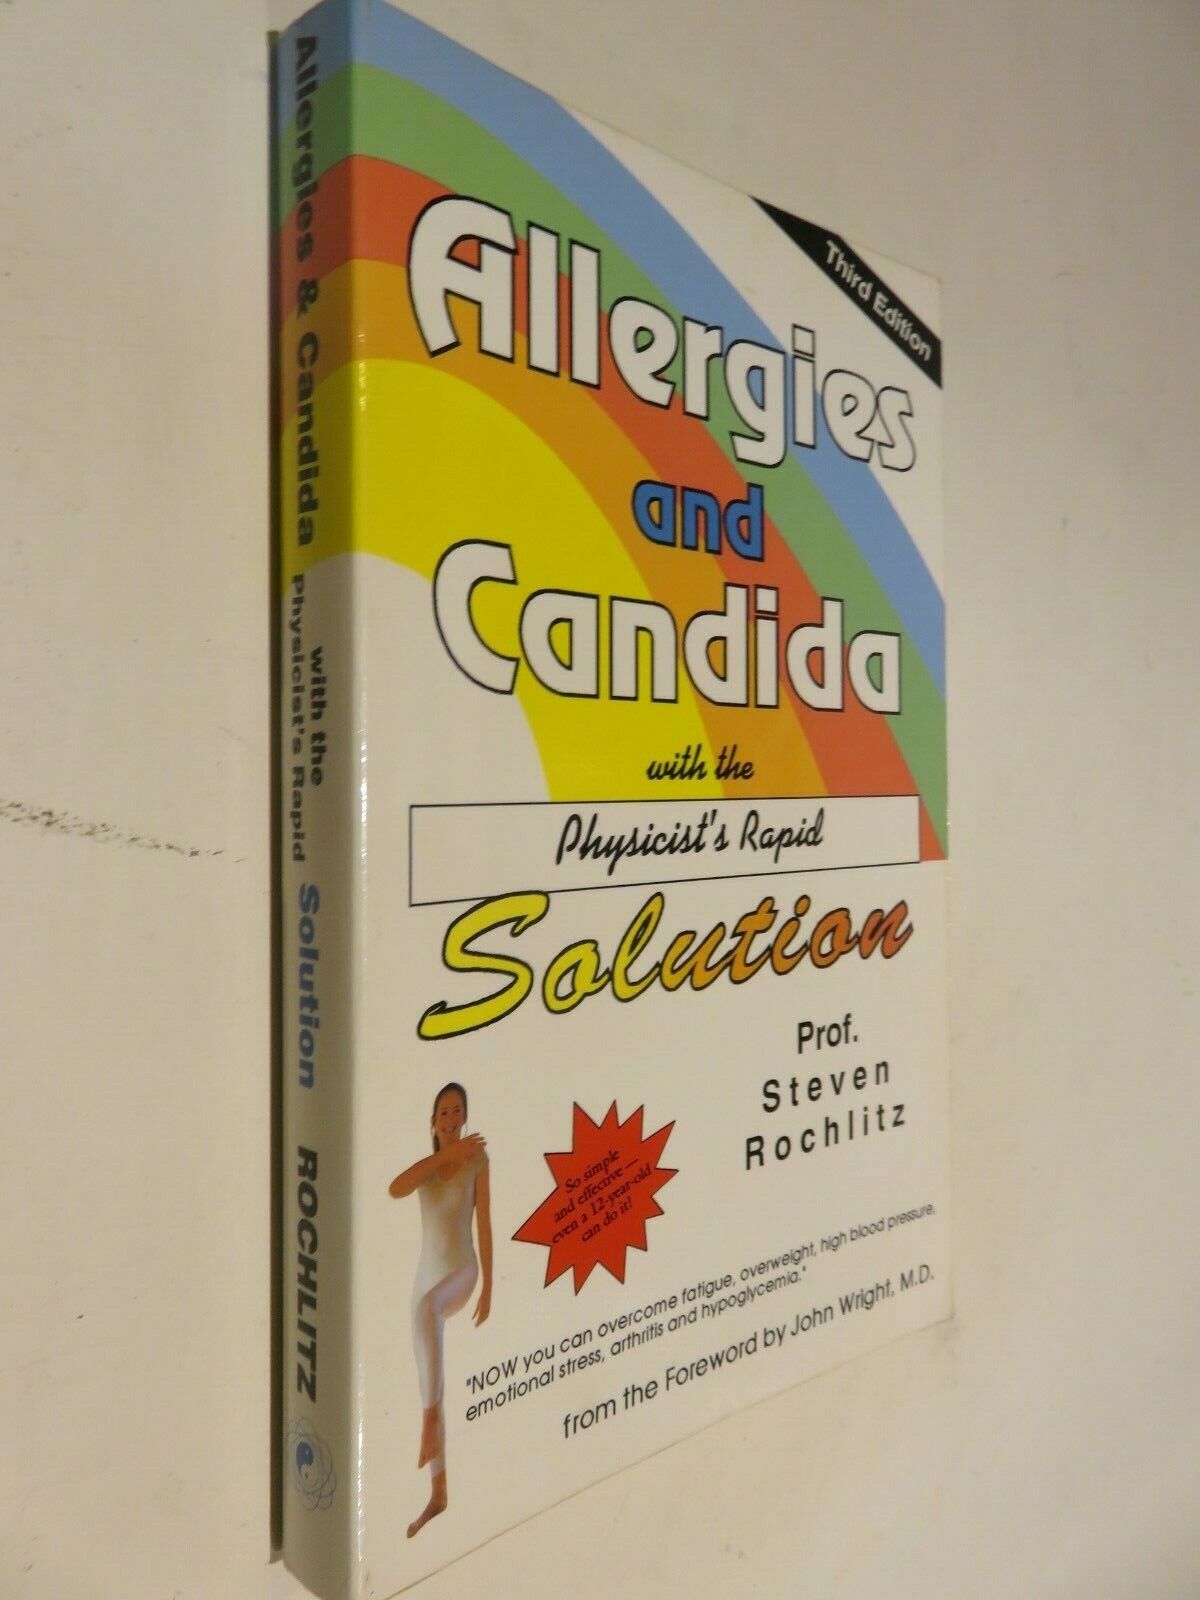 Allergies & Candida with the Physicist's Rapid Solution ROCHLITZ
Third Edition
Allergies
and
Candida
with the
Physicist's Rapid
Solution
Prof.
Steven
Rochlitz
So simple
and effective —
even a 12-year-old
can do it!
"NOW you can overcome fatigue, overweight, high blood pressure,
emotional stress, arthritis and hypoglycemia."
from the Foreword by John Wright, M.D.